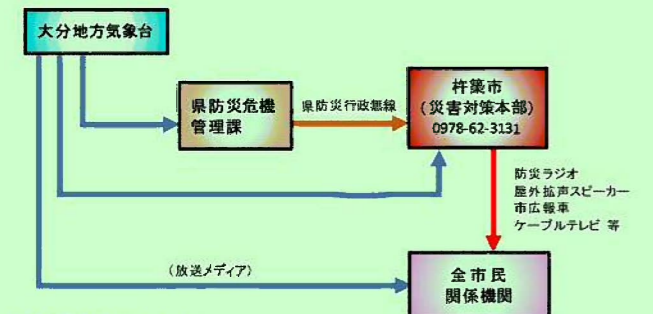 大分地方気象台
県防災危機
管理課
県防災行政無線
杵築市
(災害対策本部)
0978-62-3131
防災ラジオ
屋外拡声スピーカー
市広報車
ケーブルテレビ 等
(放送メディア)
全市民
関係機関